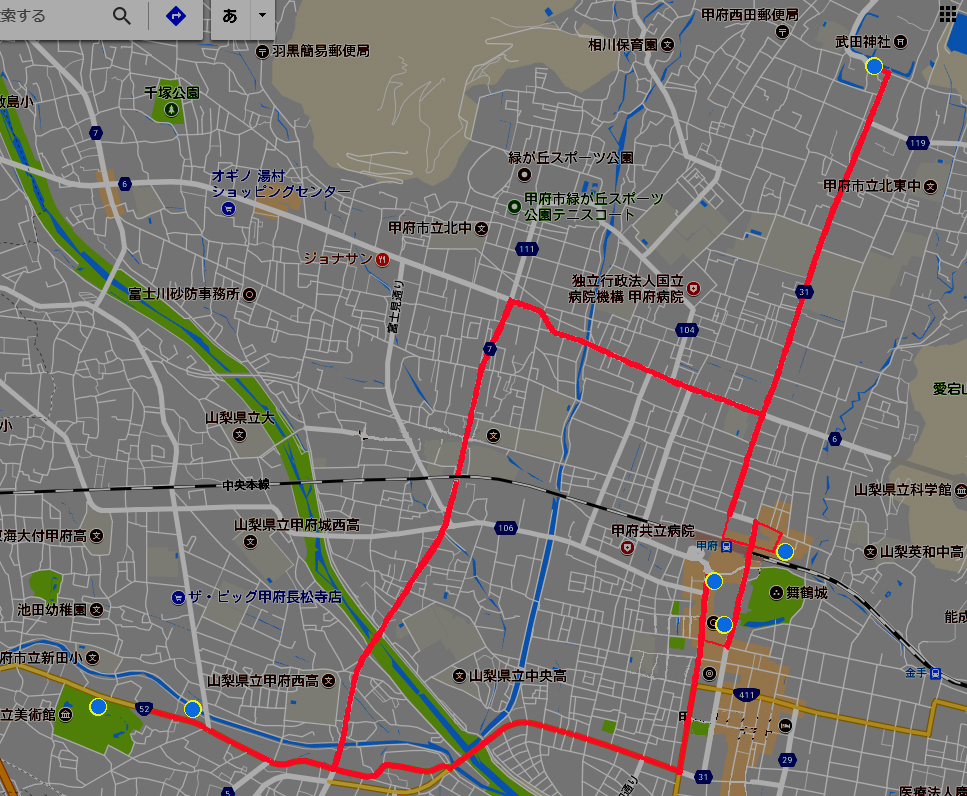 索する
あ
甲府西田郵便局
相川保育園
武田神社
羽黒簡易郵便局
敷島小
千塚公園
7
119
緑が丘スポーツ公園
6
オギノ 湯村
ショッピングセンター
甲府市立北東中
甲府市緑が丘スポーツ
公園テニスコート
甲府市立北中
111
ジョナサン
独立行政法人国立
病院機構 甲府病院
富士川砂防事務所
31
富士見通り
104
7
愛宕山
山梨県立大
小
6
中央本線
山梨県立科学館
山梨県立甲府城西高
106
甲府共立病院
東海大付甲府高
甲府
山梨英和中高
ザ・ビッグ甲府長松寺店
舞鶴城
池田幼稚園
能成
府市立新田小
山梨県立甲府西高
山梨県立中央高
金手
411
立美術館
52
甲
29
31
5
通り
医療法人慶